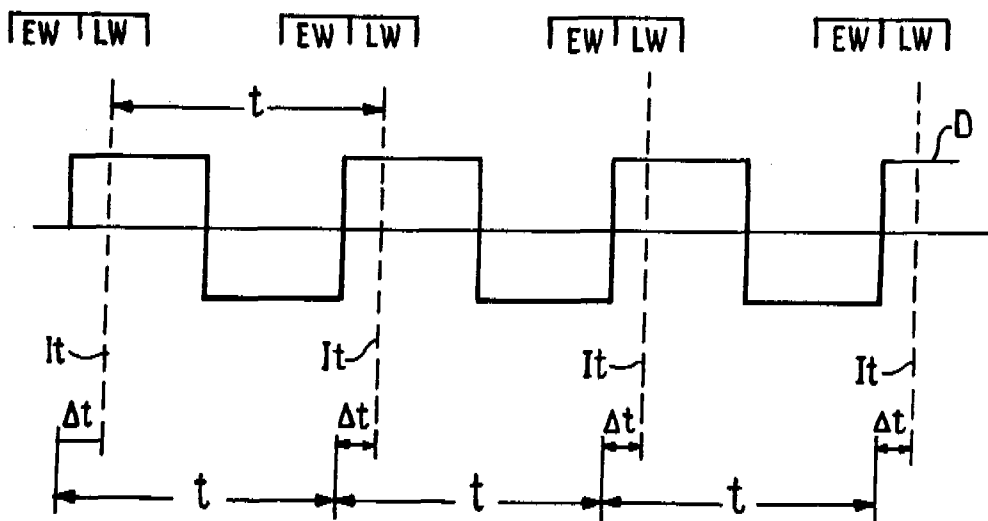 EW LW EW LW EW LW EW LW
t
D
It It It It
Δt Δt Δt Δt
t t t